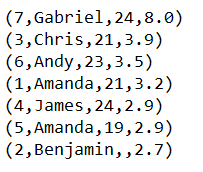 (7,Gabriel,24,8.0)
(3,Chris,21,3.9)
(6,Andy,23,3.5)
(1,Amanda,21,3.2)
(4,James,24,2.9)
(5,Amanda,19,2.9)
(2,Benjamin,,2.7)